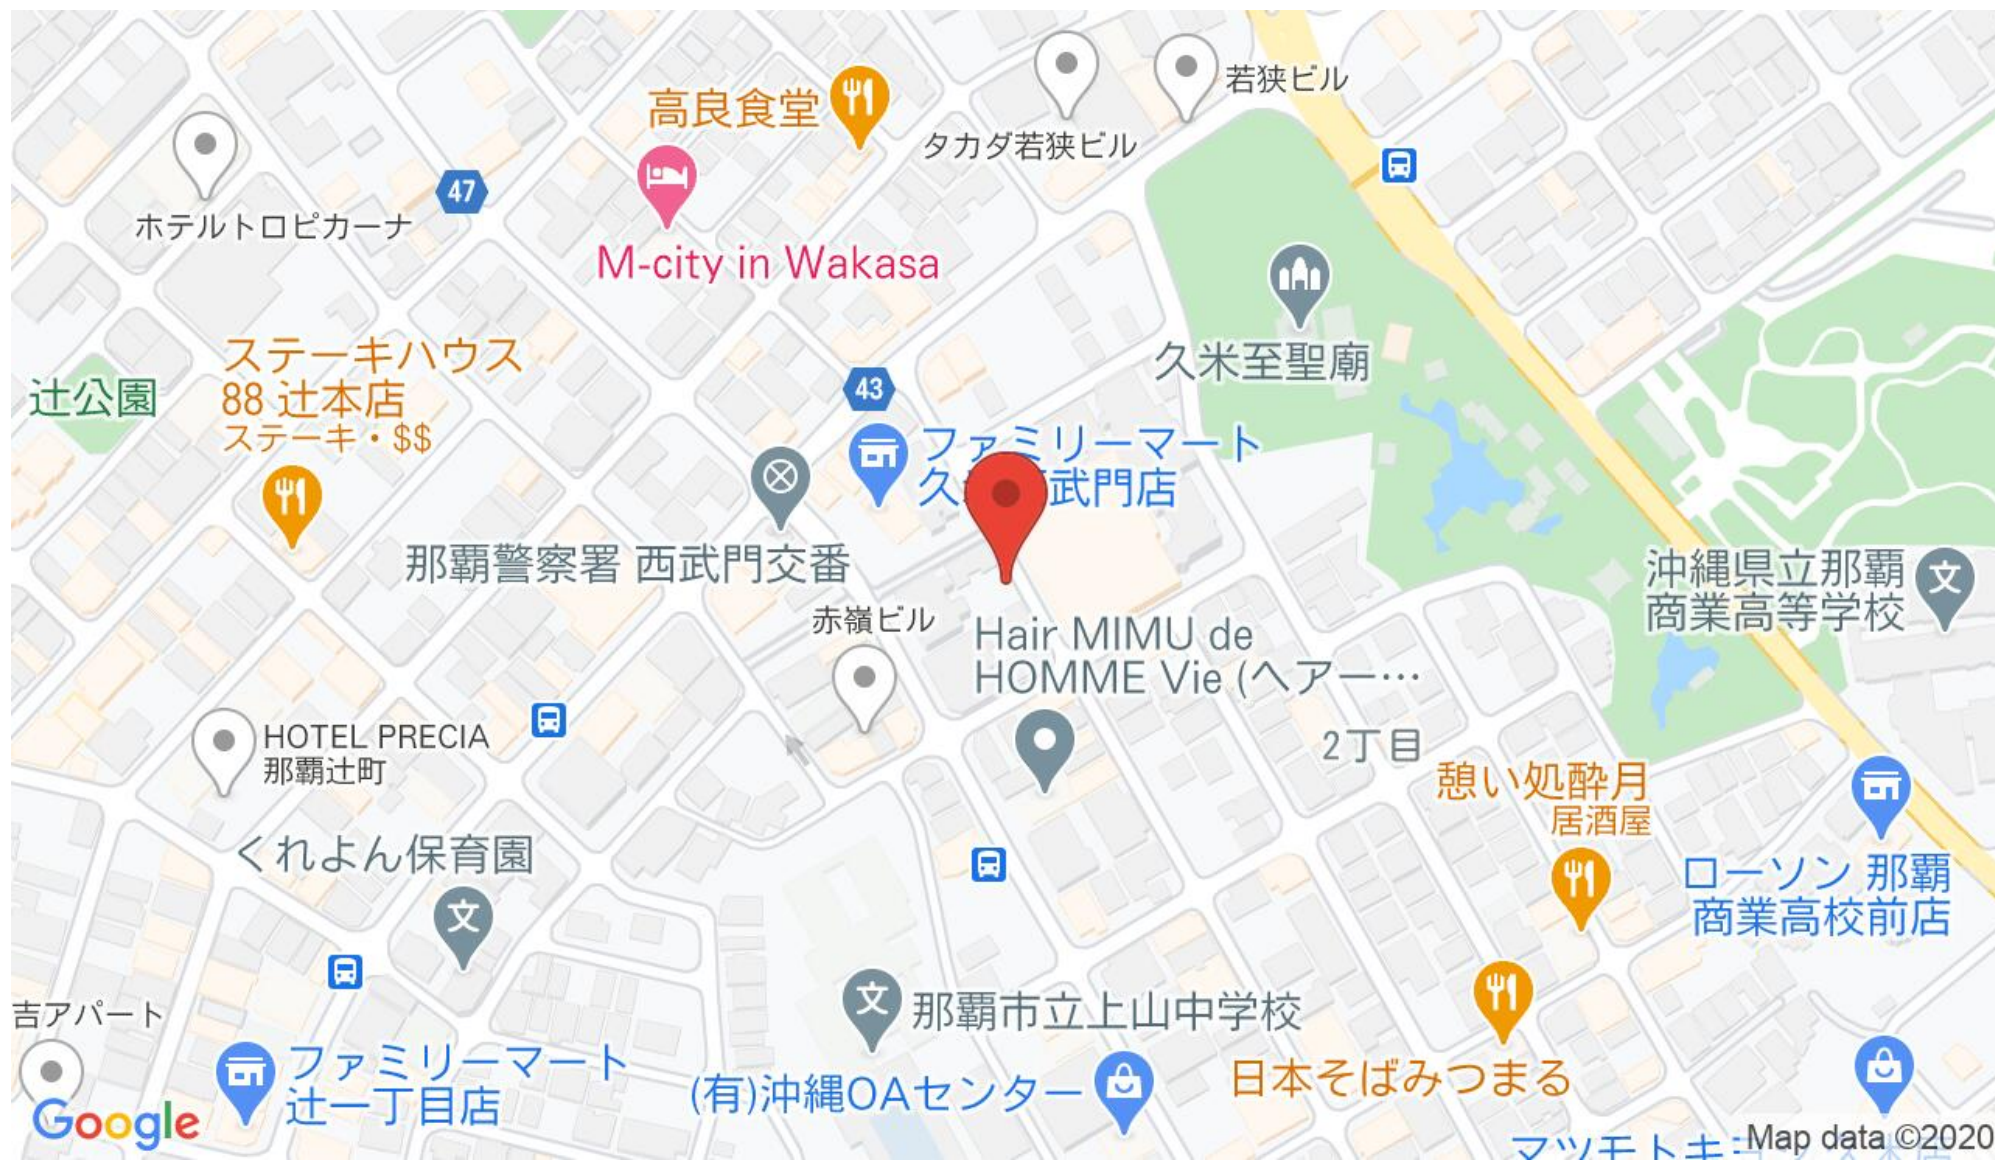 若狭ビル
高良食堂
タカダ若狭ビル
47
ホテルトロピカーナ
M-city in Wakasa
ステーキハウス
88 辻本店
ステーキ・$$
辻公園
久米至聖廟
43
ファミリーマート
久
武門店
那覇警察署 西武門交番
沖縄県立那覇
商業高等学校
赤嶺ビル
Hair MIMU de
HOMME Vie (ヘアー…
2丁目
HOTEL PRECIA
那覇辻町
憩い処酔月
居酒屋
くれよん保育園
文
文
文
ローソン 那覇
商業高校前店
吉アパート
那覇市立上山中学校
ファミリーマート
辻一丁目店
(有)沖縄OAセンター
日本そばみつまる
Google
マツモトキ
Map data ©2020